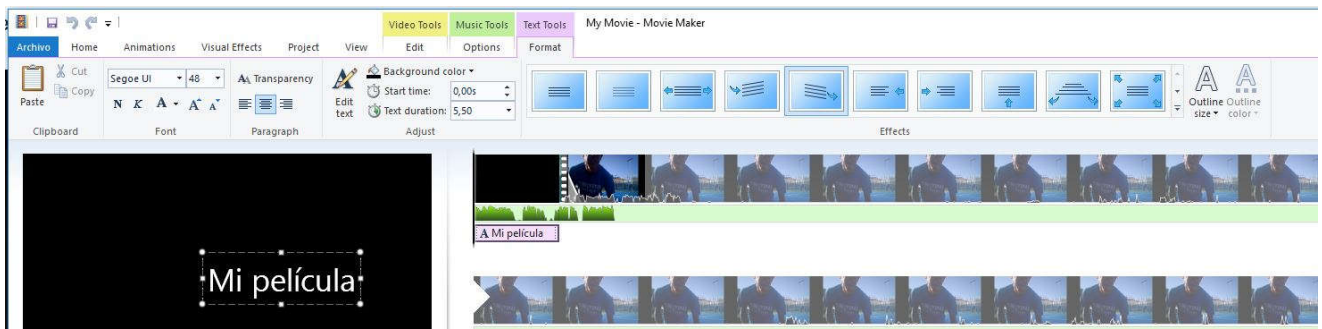 Video Tools Music Tools Text Tools My Movie - Movie Maker
Archivo Home Animations Visual Effects Project View Edit Options Format
Cut
Copy
Paste
Clipboard
Segoe UI 48
N K A A A
Font
A Transparency
Paragraph
Edit text
Background color
Start time: 0,00s
Text duration: 5,50
Adjust
Effects
A Outline size
A Outline color
A Mi película
Mi película